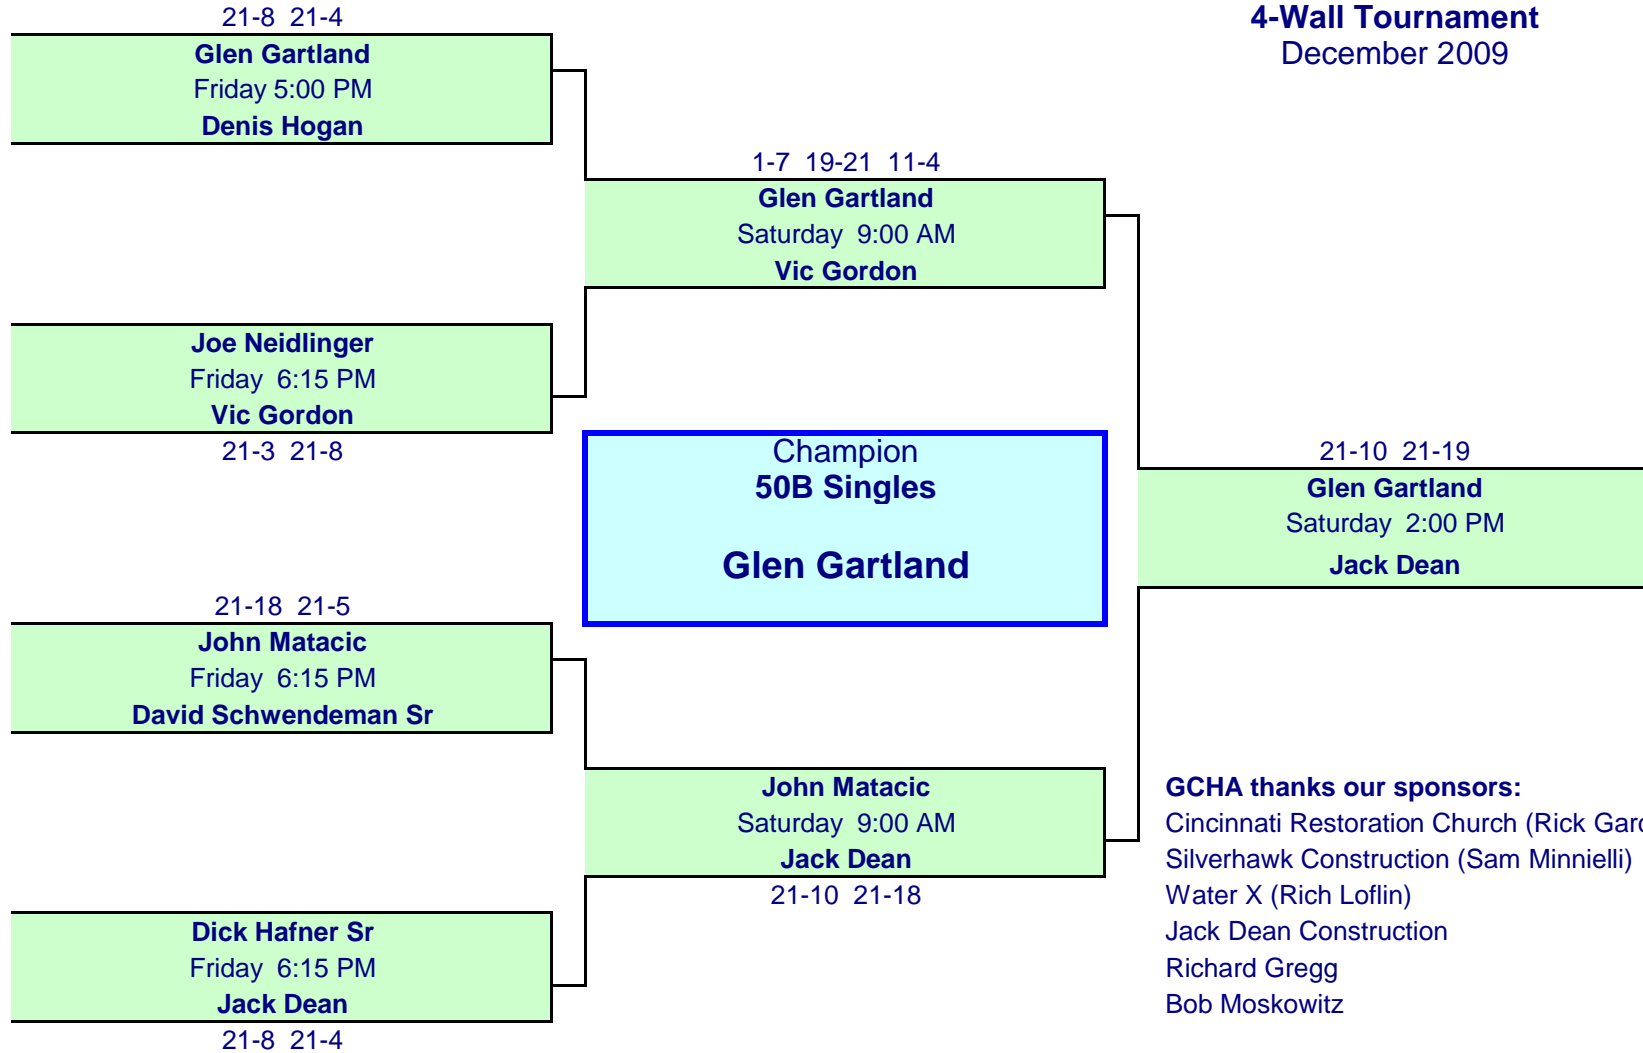 4-Wall Tournament
December 2009
21-8 21-4
Glen Gartland
Friday 5:00 PM
Denis Hogan
1-7 19-21 11-4
Glen Gartland
Saturday 9:00 AM
Vic Gordon
Joe Neidlinger
Friday 6:15 PM
Vic Gordon
21-3 21-8
Champion
50B Singles
Glen Gartland
21-10 21-19
Glen Gartland
Saturday 2:00 PM
Jack Dean
21-18 21-5
John Matacic
Friday 6:15 PM
David Schwendeman Sr
John Matacic
Saturday 9:00 AM
Jack Dean
21-10 21-18
Dick Hafner Sr
Friday 6:15 PM
Jack Dean
21-8 21-4
GCHA thanks our sponsors:
Cincinnati Restoration Church (Rick
Silverhawk Construction (Sam Minnielli)
Water X (Rich Loflin)
Jack Dean Construction
Richard Gregg
Bob Moskowitz